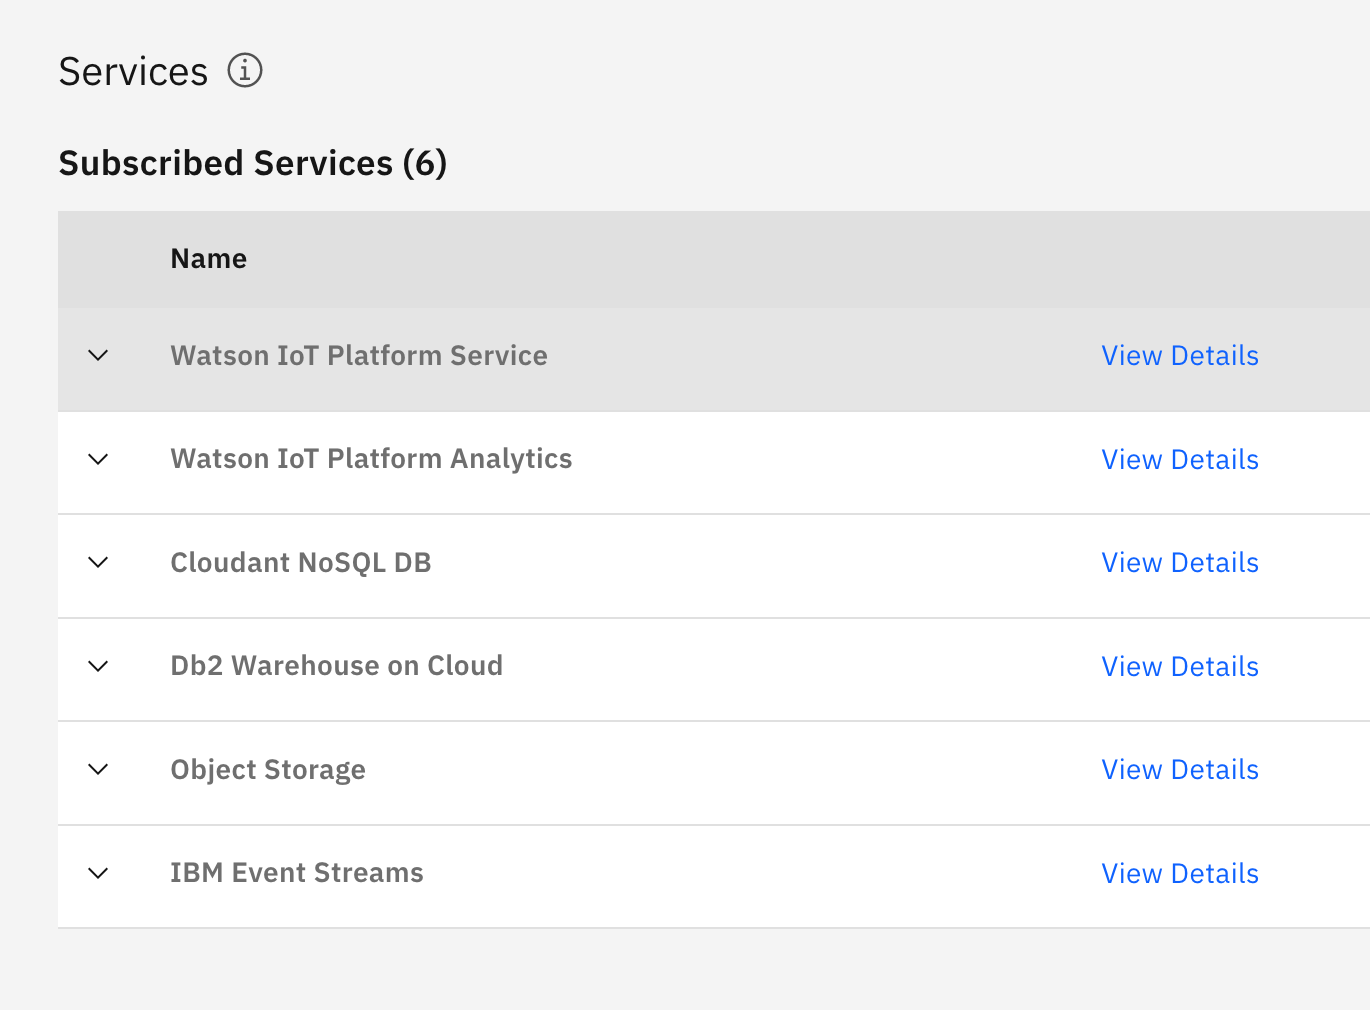 Services
Subscribed Services (6)
Name
Watson IoT Platform Service View Details
Watson IoT Platform Analytics View Details
Cloudant NoSQL DB View Details
Db2 Warehouse on Cloud View Details
Object Storage View Details
IBM Event Streams View Details